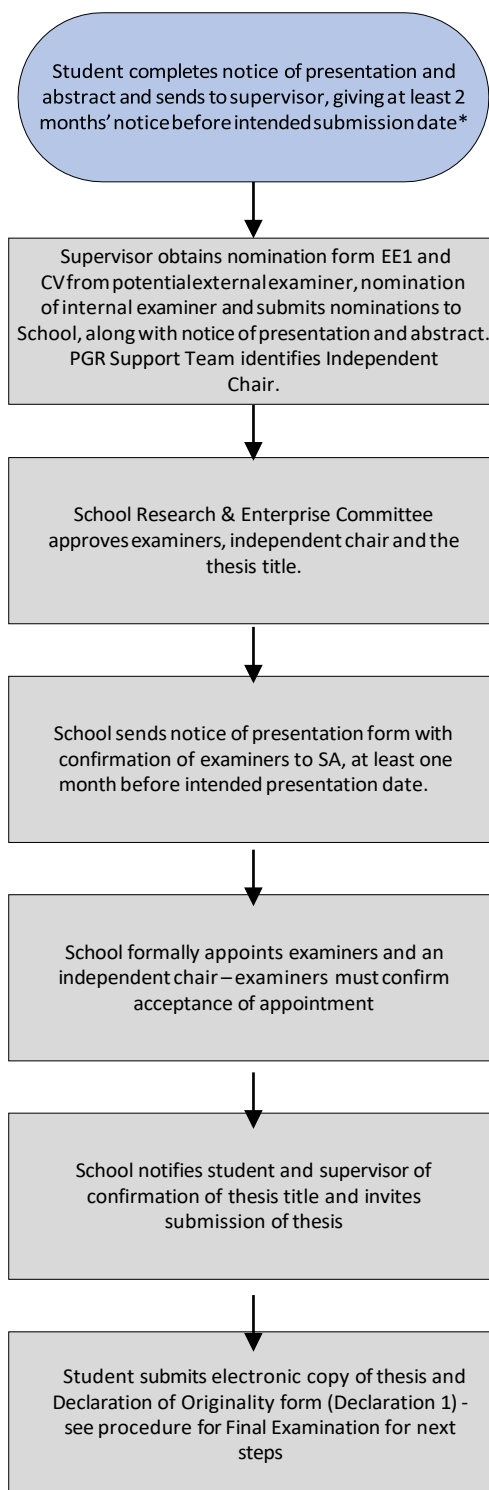 Student completes notice of presentation and
abstract and sends to supervisor, giving at least 2
months’ notice before intended submission date*
Supervisor obtains nomination form EE1 and
CV from potential external examiner, nomination
of internal examiner and submits nominations to
School, along with notice of presentation and abstract.
PGR Support Team identifies Independent
Chair.
School Research & Enterprise Committee
approves examiners, independent chair and the
thesis title.
School sends notice of presentation form with
confirmation of examiners to SA, at least one
month before intended presentation date.
School formally appoints examiners and an
independent chair – examiners must confirm
acceptance of appointment
School notifies student and supervisor of
confirmation of thesis title and invites
submission of thesis
Student submits electronic copy of thesis and
Declaration of Originality form (Declaration 1) -
see procedure for Final Examination for next
steps